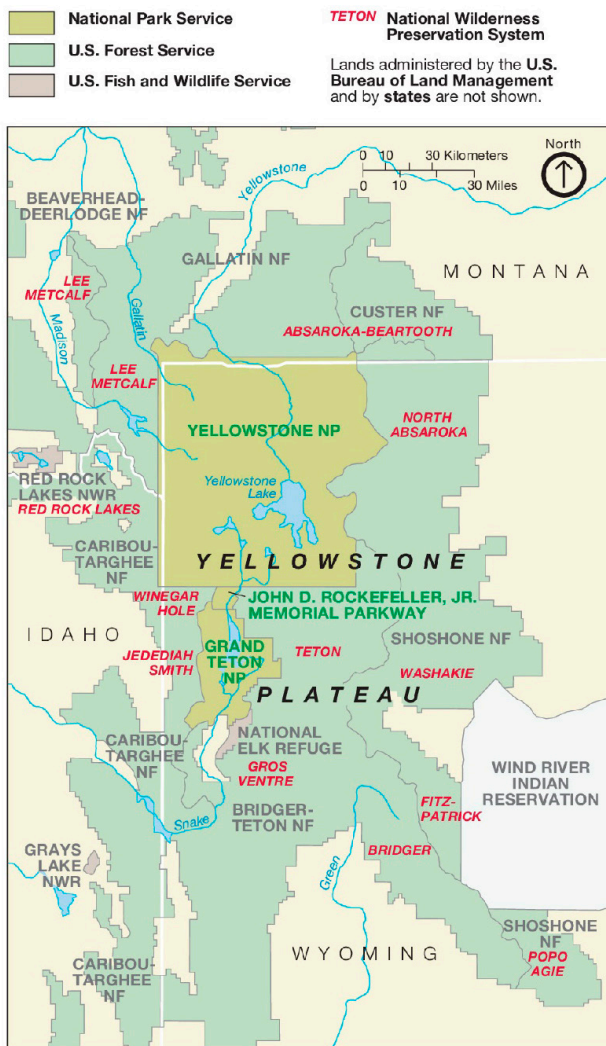 National Park Service
U.S. Forest Service
U.S. Fish and Wildlife Service
TETON National Wilderness
Preservation System
Lands administered by the U.S.
Bureau of Land Management
and by states are not shown.
North
0 10 30 Kilometers
0 10 30 Miles
Yellowstone
BEAVERHEAD-
DEERLODGE NF
GALLATIN NF
MONTANA
LEE
METCALF
Madison
Gallatin
CUSTER NF
ABSAROKA-BEARTOOTH
LEE
METCALF
YELLOWSTONE NP
NORTH
ABSAROKA
RED ROCK
LAKES NWR
RED ROCK LAKES
Yellowstone
Lake
CARIBOU-
TARGHEE
NF
YELLOWSTONE
WINEGAR
HOLE
JOHN D. ROCKEFELLER, JR.
MEMORIAL PARKWAY
IDAHO
JEDEDIAH
SMITH
GRAND
TETON
NP
TETON
SHOSHONE NF
WASHAKIE
PLATEAU
CARIBOU-
TARGHEE
NF
NATIONAL
ELK REFUGE
GROS
VENTRE
WIND RIVER
INDIAN
RESERVATION
Snake
BRIDGER-
TETON NF
FITZ-
PATRICK
GRAYS
LAKE
NWR
Green
BRIDGER
SHOSHONE
NF
POPO
AGIE
WYOMING
CARIBOU-
TARGHEE
NF